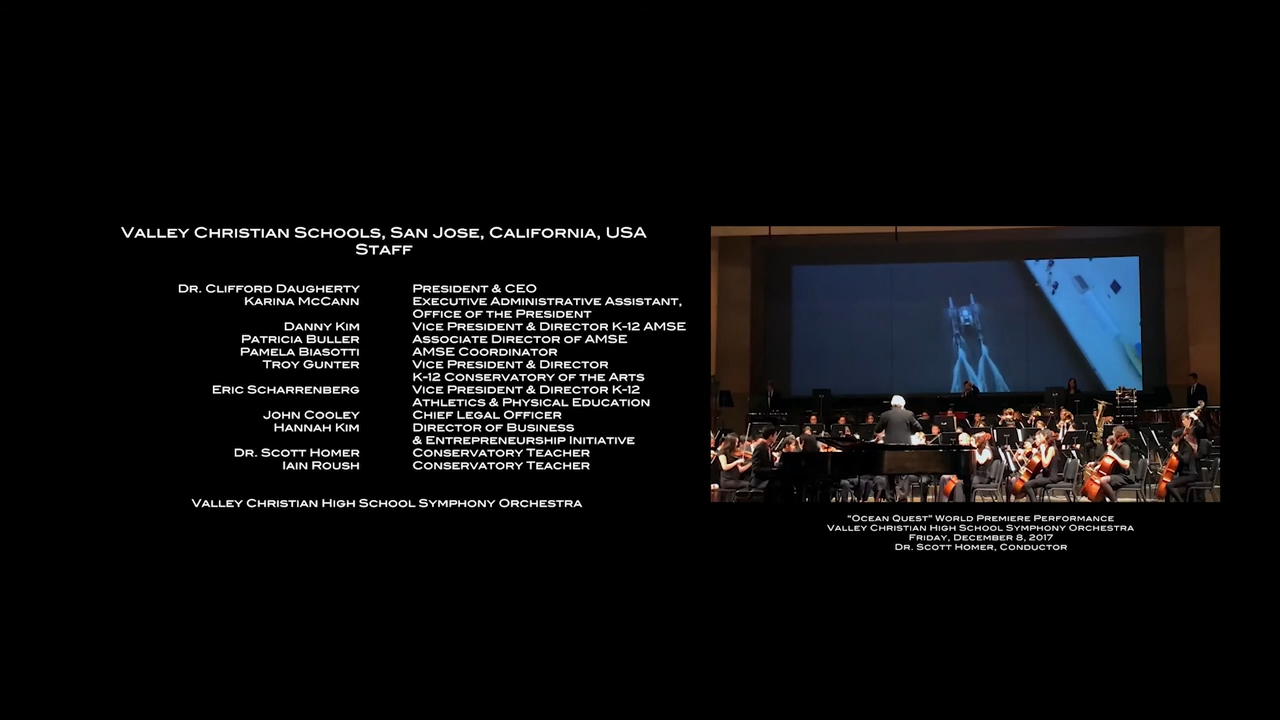 Valley Christian Schools, San Jose, California, USA
Staff
Dr. Clifford Daugherty President & CEO
Karina McCann Executive Administrative Assistant,
Office of the President
Danny Kim Vice President & Director K-12 AMSE
Patricia Buller Associate Director of AMSE
Pamela Biasotti AMSE Coordinator
Troy Gunter Vice President & Director
K-12 Conservatory of the Arts
Eric Scharrenberg Vice President & Director K-12
Athletics & Physical Education
John Cooley Chief Legal Officer
Hannah Kim Director of Business
& Entrepreneurship Initiative
Dr. Scott Homer Conservatory Teacher
Iain Roush Conservatory Teacher
Valley Christian High School Symphony Orchestra
"Ocean Quest" World Premiere Performance
Valley Christian High School Symphony Orchestra
Friday, December 8, 2017
Dr. Scott Homer, Conductor